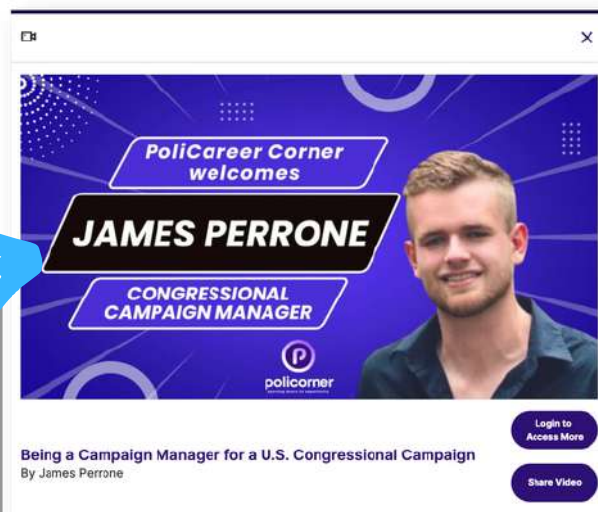 PoliCareer Corner
welcomes
JAMES PERRONE
CONGRESSIONAL
CAMPAIGN MANAGER
policorner
Login to
Access More
Being a Campaign Manager for a U.S. Congressional Campaign
By James Perrone
Share Video